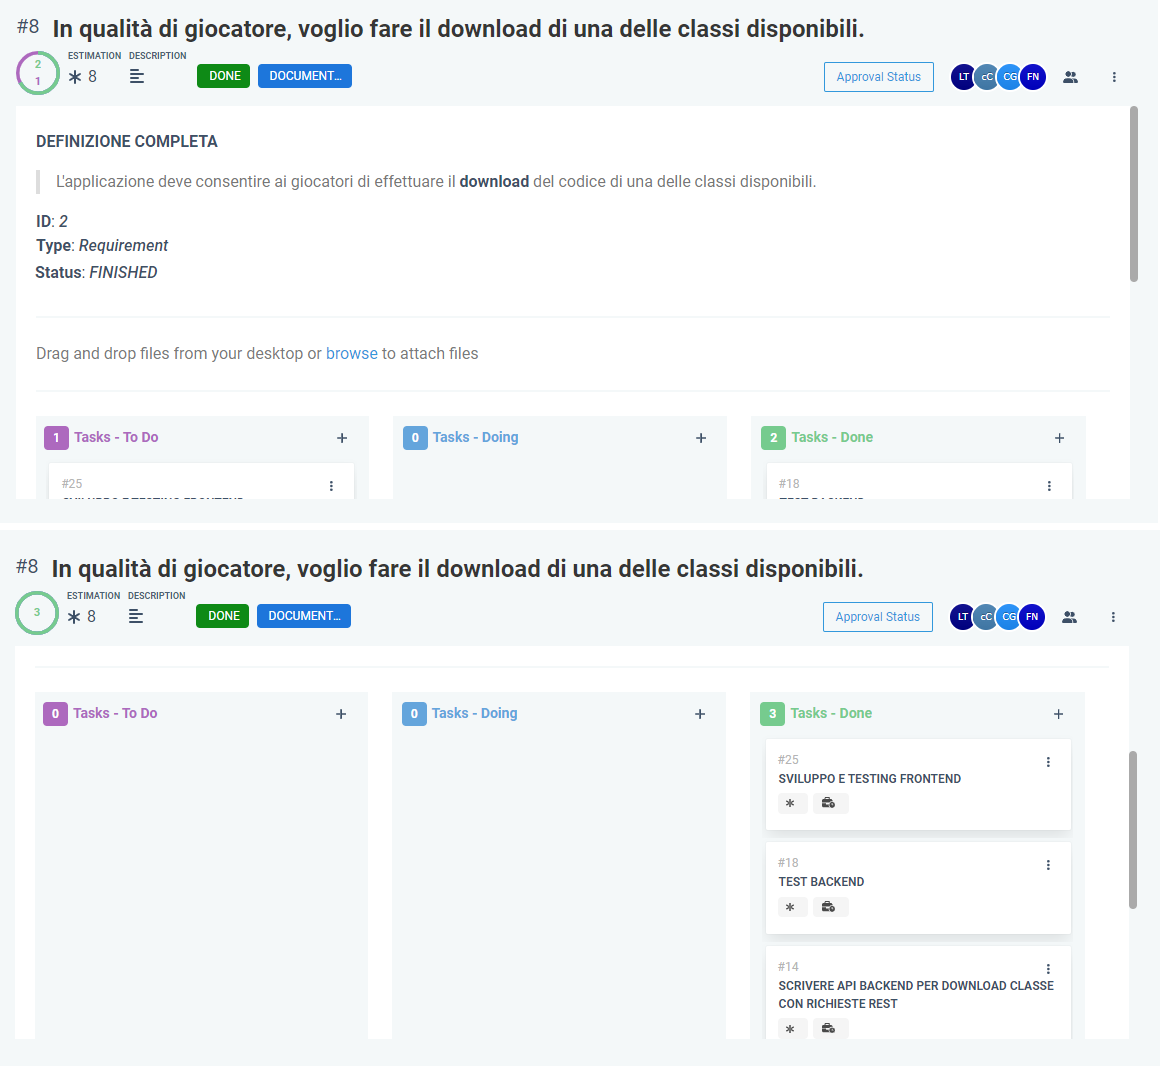 #8 In qualità di giocatore, voglio fare il download di una delle classi disponibili.
2
1
ESTIMATION DESCRIPTION
8
DONE DOCUMENT...
Approval Status
LT cC CG FN
DEFINIZIONE COMPLETA
L'applicazione deve consentire ai giocatori di effettuare il download del codice di una delle classi disponibili.
ID: 2
Type: Requirement
Status: FINISHED
Drag and drop files from your desktop or browse to attach files
1 Tasks - To Do +
0 Tasks - Doing +
2 Tasks - Done +
#25
SVILUPPO E TESTING FRONTEND
#18
TEST BACKEND
#8 In qualità di giocatore, voglio fare il download di una delle classi disponibili.
3
ESTIMATION DESCRIPTION
8
DONE DOCUMENT...
Approval Status
LT cC CG FN
0 Tasks - To Do +
0 Tasks - Doing +
3 Tasks - Done +
#25
SVILUPPO E TESTING FRONTEND
#18
TEST BACKEND
#14
SCRIVERE API BACKEND PER DOWNLOAD CLASSE
CON RICHIESTE REST